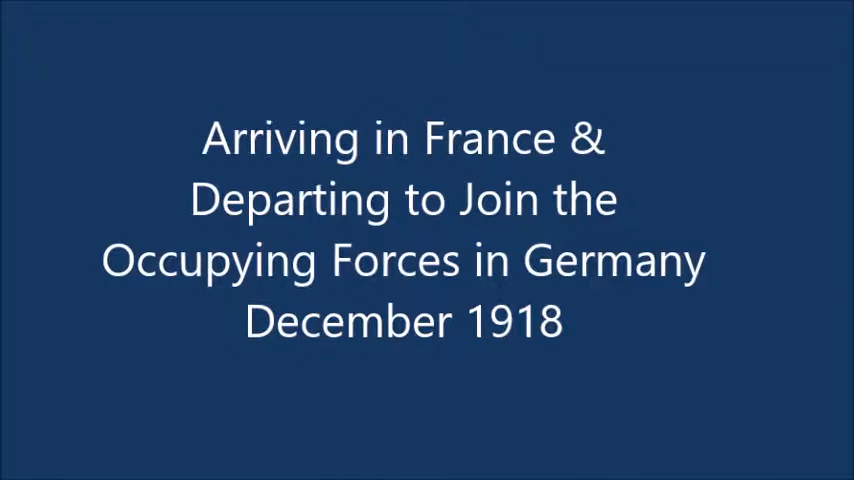 Arriving in France &
Departing to Join the
Occupying Forces in Germany
December 1918